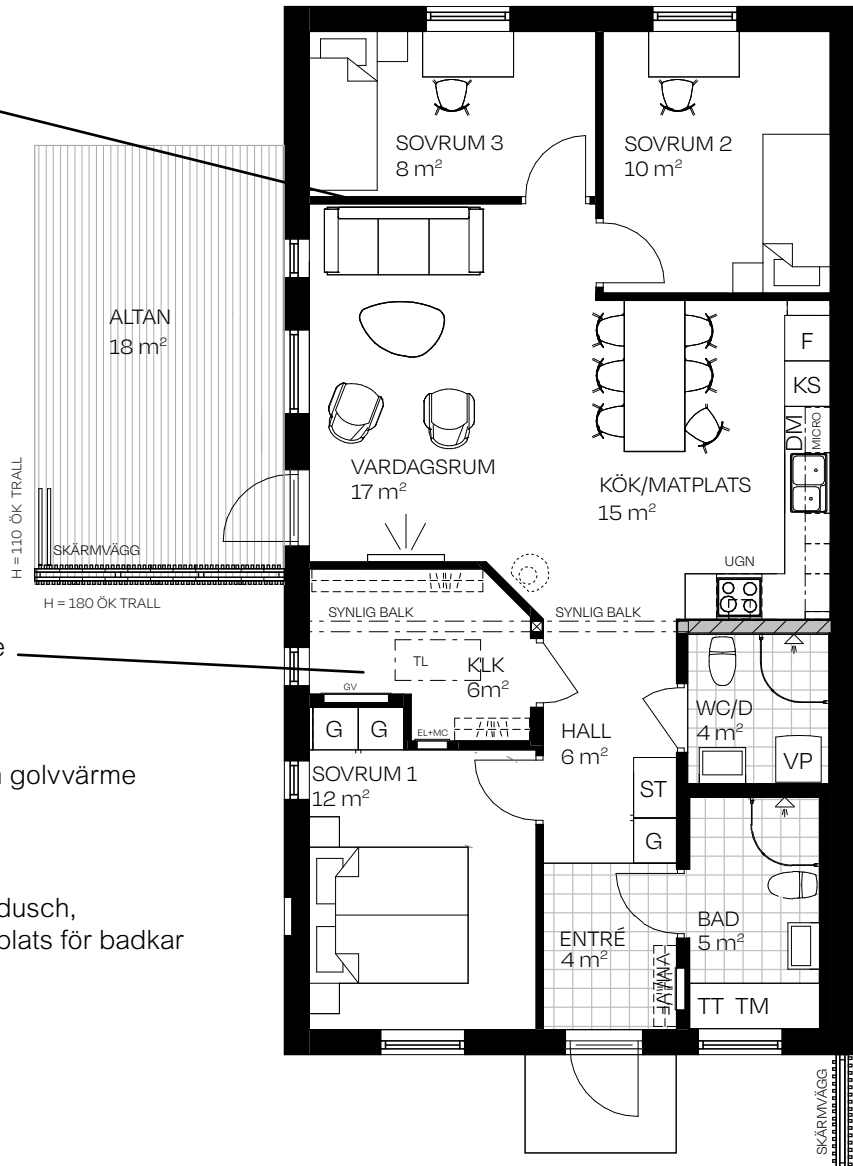 SOVRUM 3
8 m²
SOVRUM 2
10 m²
ALTAN
18 m²
F
KS
DM
MICRO
VARDAGSRUM
17 m²
KÖK/MATPLATS
15 m²
H = 110 ÖK TRALL
SKÄRMVÄGG
H = 180 ÖK TRALL
UGN
SYNLIG BALK
SYNLIG BALK
e
TL
KLK
6m²
GV
G
G
EL+MC
HALL
6 m²
WC/D
4 m²
VP
golvvärme
SOVRUM 1
12 m²
ST
G
dusch,
plats för badkar
ENTRÉ
4 m²
BAD
5 m²
TT TM
SKÄRMVÄGG